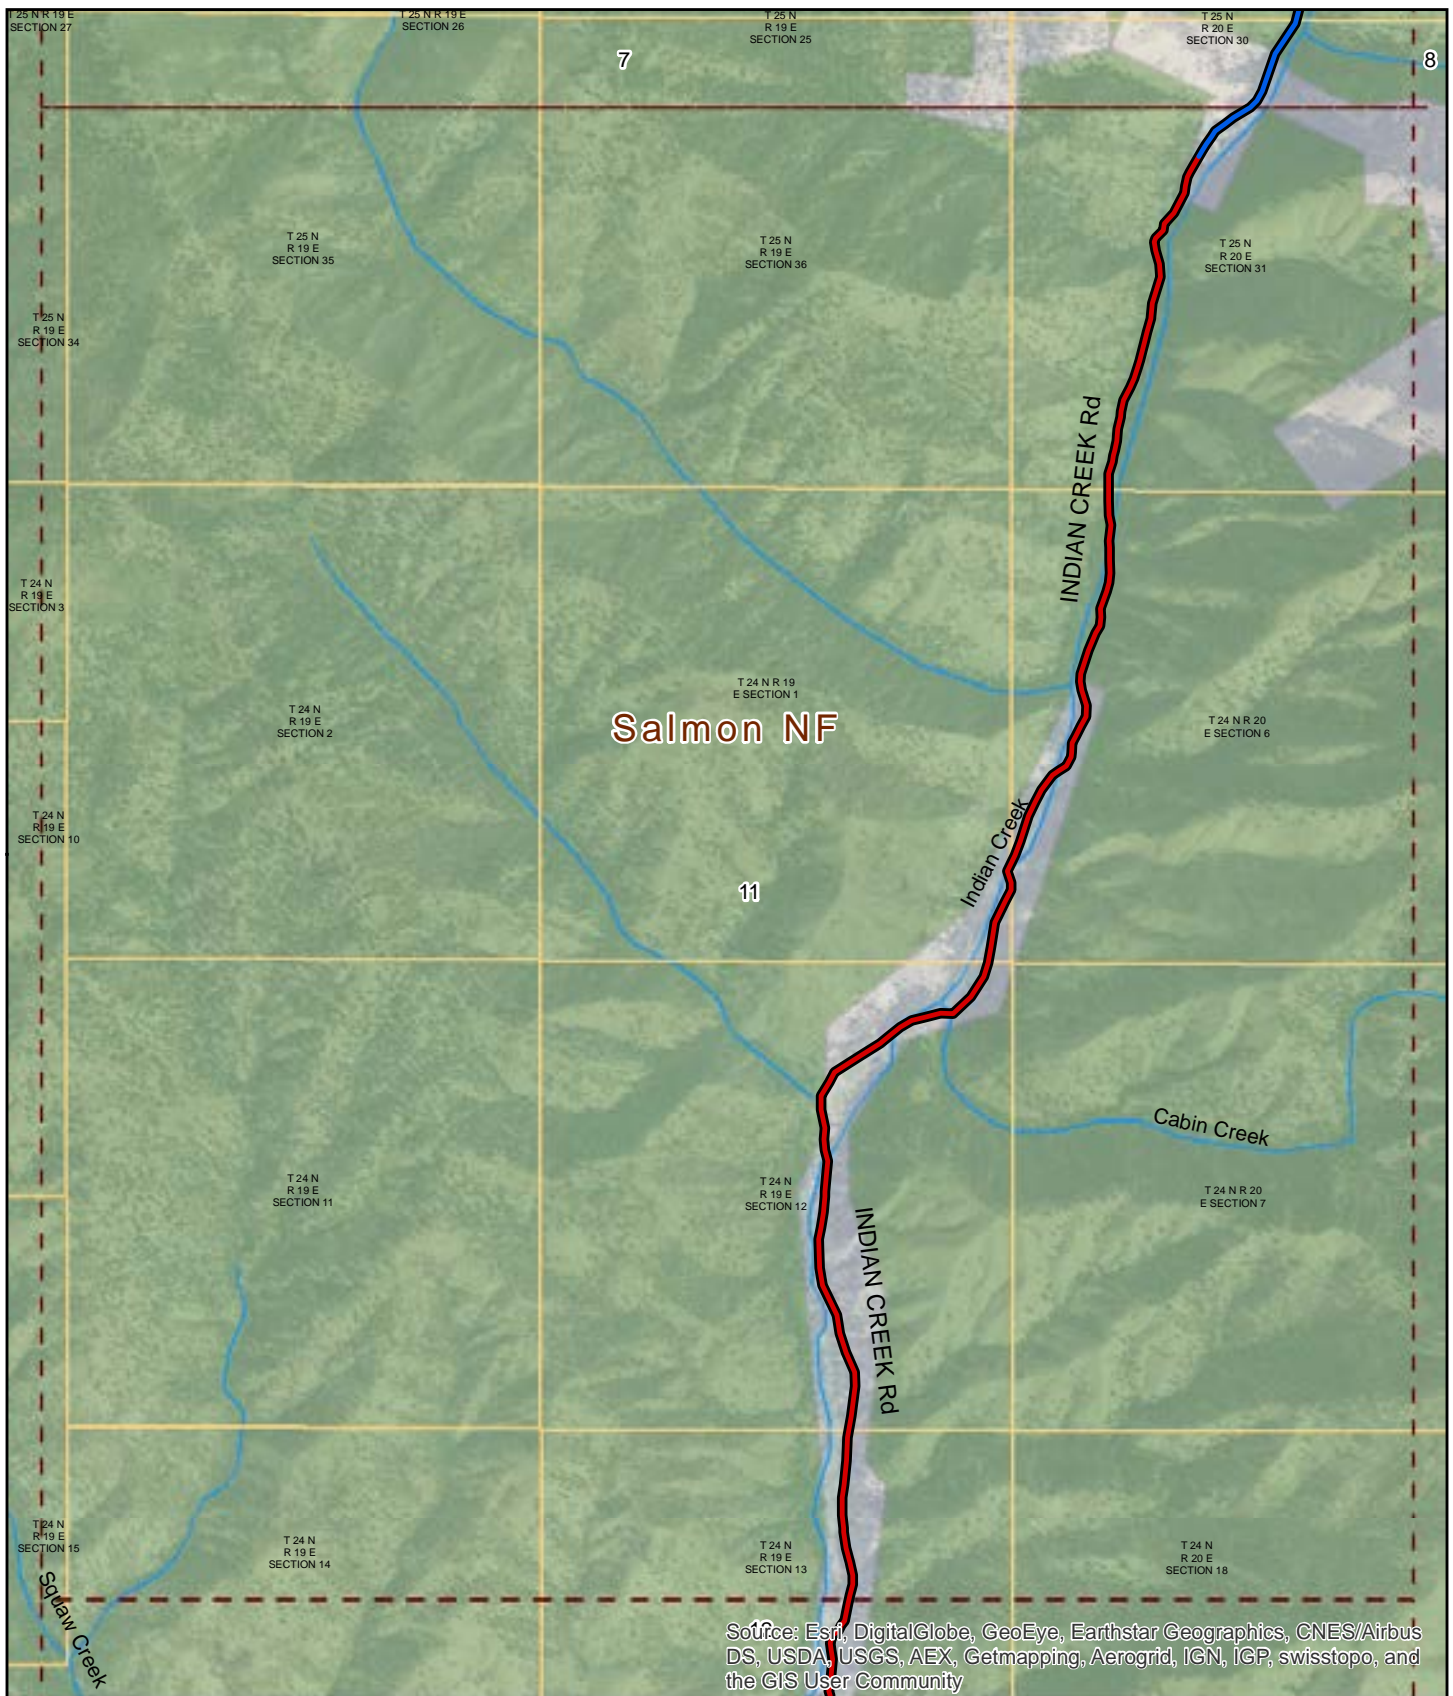 T 25 N R 19 E
SECTION 27
T 25 N R 19 E
SECTION 26
T 25 N
R 19 E
SECTION 25
T 25 N
R 20 E
SECTION 30
7
8
T 25 N
R 19 E
SECTION 35
T 25 N
R 19 E
SECTION 36
T 25 N
R 20 E
SECTION 31
T 25 N
R 19 E
SECTION 34
INDIAN CREEK Rd
T 24 N
R 19 E
SECTION 3
T 24 N R 19
E SECTION 1
T 24 N
R 19 E
SECTION 2
Salmon NF
T 24 N R 20
E SECTION 6
T 24 N
R 19 E
SECTION 10
Indian Creek
11
Cabin Creek
T 24 N
R 19 E
SECTION 11
T 24 N
R 19 E
SECTION 12
T 24 N R 20
E SECTION 7
INDIAN CREEK Rd
T 24 N
R 19 E
SECTION 15
T 24 N
R 19 E
SECTION 14
T 24 N
R 19 E
SECTION 13
T 24 N
R 20 E
SECTION 18
Squaw Creek
Source: Esri, DigitalGlobe, GeoEye, Earthstar Geographics, CNES/Airbus
DS, USDA, USGS, AEX, Getmapping, Aerogrid, IGN, IGP, swisstopo, and
the GIS User Community